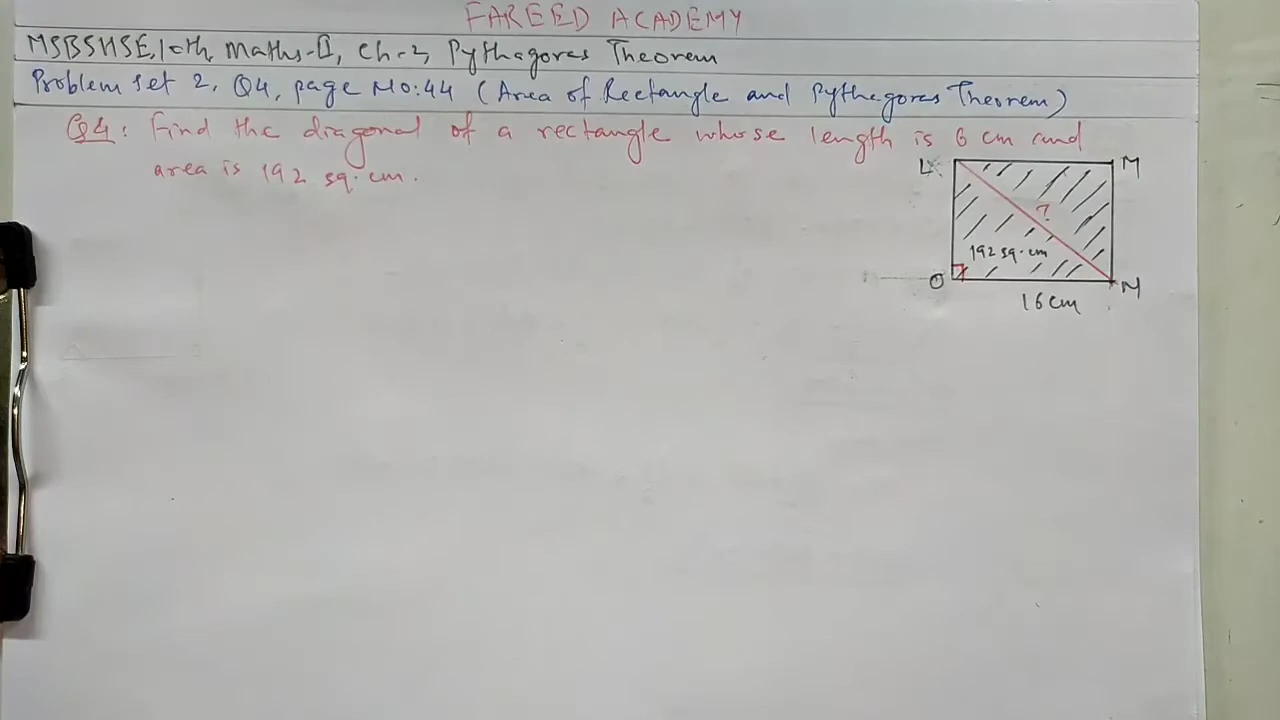 FAREED ACADEMY
MSBSHSE, 10th, Maths-II, Ch-2, Pythagores Theorem
Problem set 2, Q4, page No:44 (Area of Rectangle and Pythagores Theorem)
Q4: Find the diagonal of a rectangle whose length is 6 cm and
area is 192 sq.cm.
L M
?
192 sq.cm
O M
16 cm